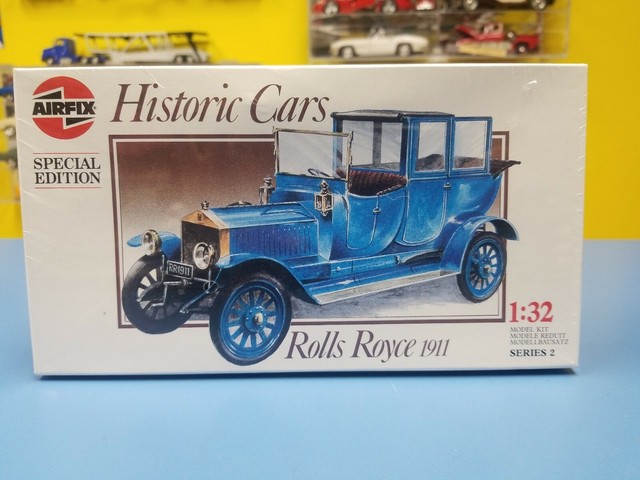 AIRFIX
Historic Cars
SPECIAL
EDITION
RR1911
1:32
MODEL KIT
MODELE REDUIT
MODELLBAUSATZ
SERIES 2
Rolls Royce 1911